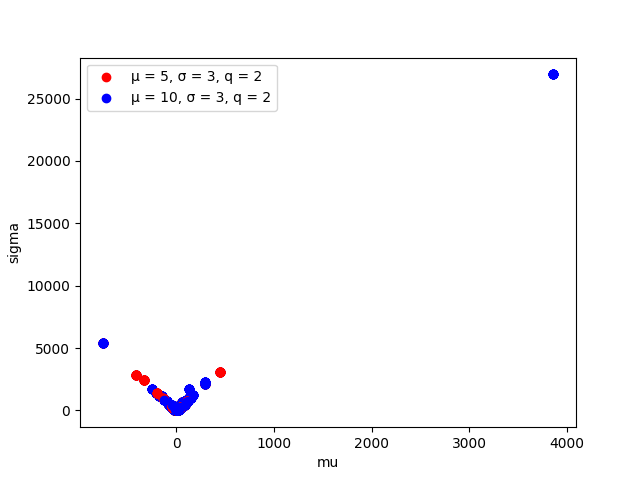 μ = 5, σ = 3, q = 2
μ = 10, σ = 3, q = 2
25000
20000
15000
10000
5000
0
sigma
0 1000 2000 3000 4000
mu